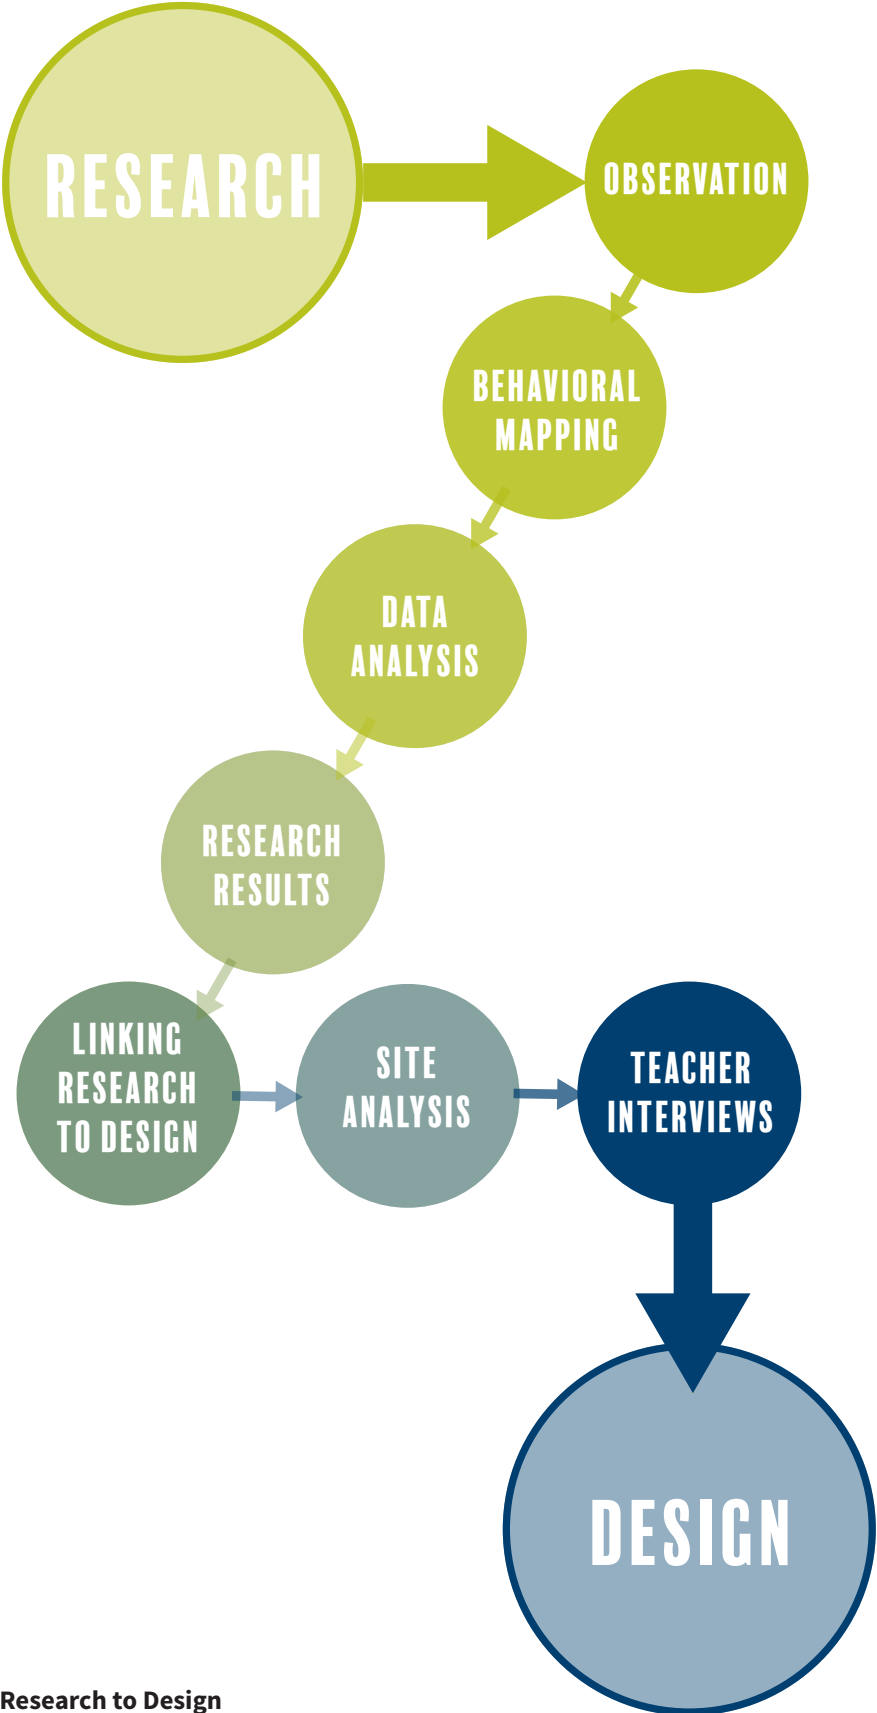 RESEARCH
OBSERVATION
BEHAVIORAL
MAPPING
DATA
ANALYSIS
RESEARCH
RESULTS
LINKING
RESEARCH
TO DESIGN
SITE
ANALYSIS
TEACHER
INTERVIEWS
DESIGN
Research to Design